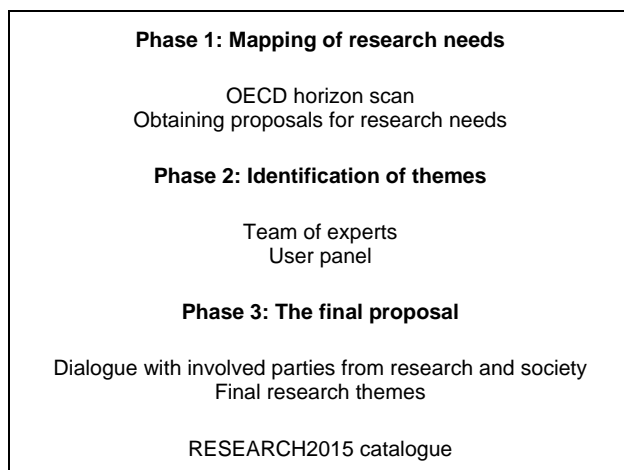 Phase 1: Mapping of research needs
OECD horizon scan
Obtaining proposals for research needs
Phase 2: Identification of themes
Team of experts
User panel
Phase 3: The final proposal
Dialogue with involved parties from research and society
Final research themes
RESEARCH2015 catalogue